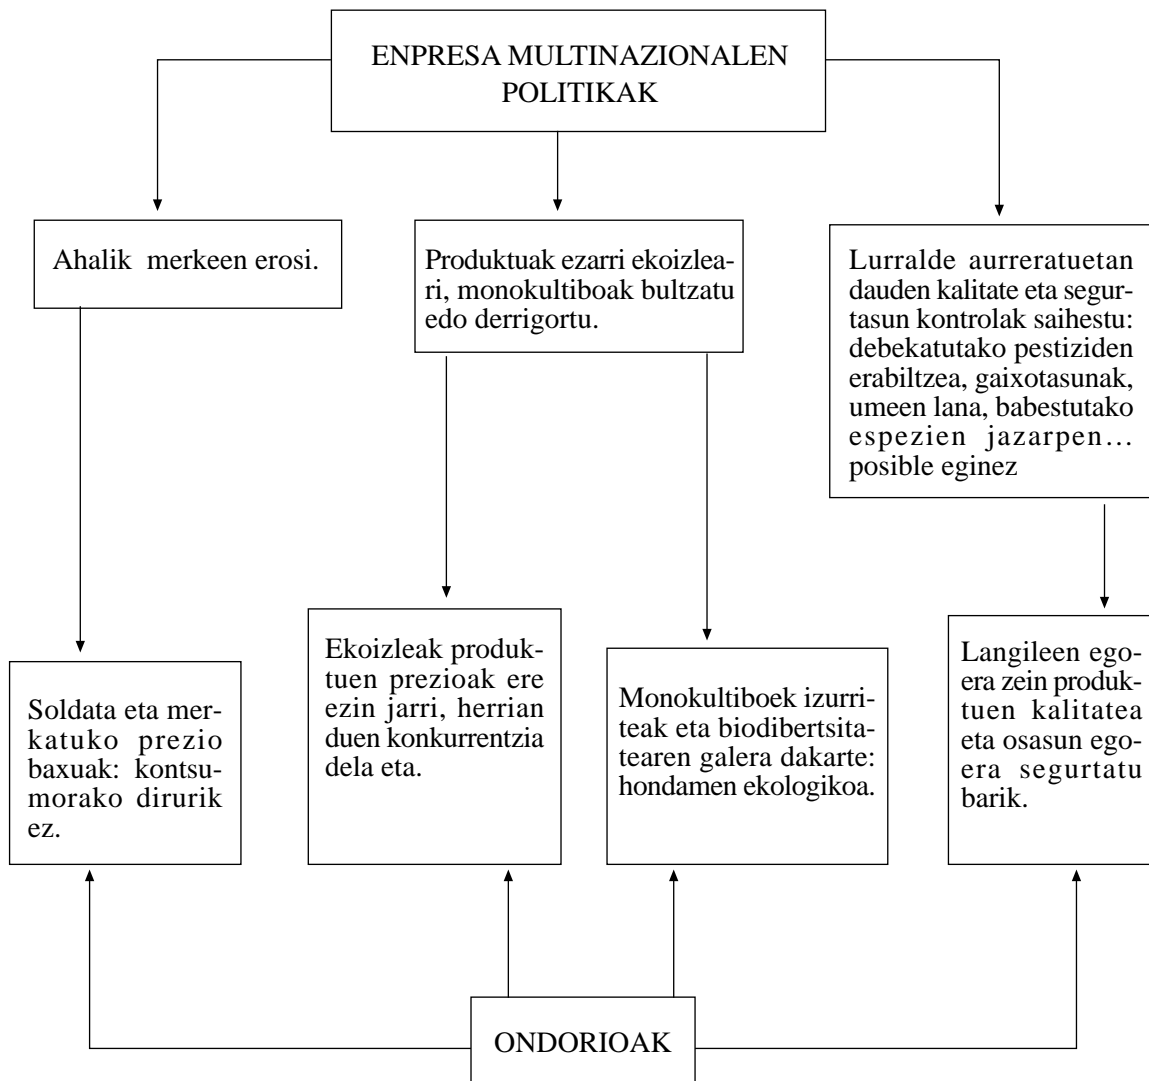 ENPRESA MULTINAZIONALEN
POLITIKAK
Ahalik merkeen erosi.
Produktuak ezarri ekoizlea-
ri, monokultiboak bultzatu
edo derrigortu.
Lurralde aurreratuetan
dauden kalitate eta segur-
tasun kontrolak saihestu:
debekatutako pestiziden
erabiltzea, gaixotasunak,
umeen lana, babestutako
espezien jazarpen…
posible eginez
Soldata eta mer-
katuko prezio
baxuak: kontsu-
morako dirurik
ez.
Ekoizleak produk-
tuen prezioak ere
ezin jarri, herrian
duen konkurrentzia
dela eta.
Monokultiboek izurri-
teak eta biodibertsita-
tearen galera dakarte:
hondamen ekologikoa.
Langileen ego-
era zein produk-
tuen kalitatea
eta osasun ego-
era segurtatu
barik.
ONDORIOAK